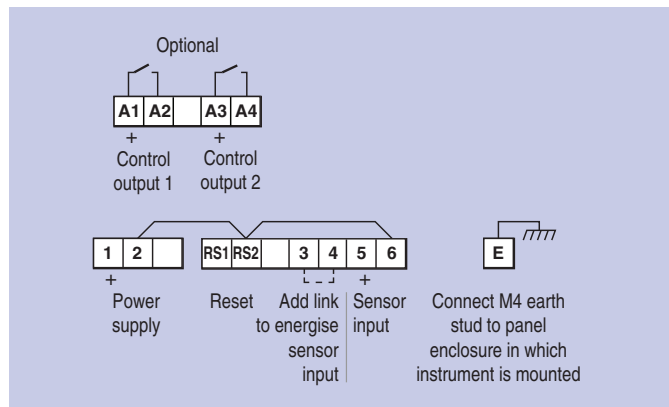 Optional
A1 A2 A3 A4
+ +
Control Control
output 1 output 2
1 2 RS1 RS2 3 4 5 6 E
+ +
Power Reset Add link Sensor Connect M4 earth
supply to energise input stud to panel
sensor enclosure in which
input instrument is mounted